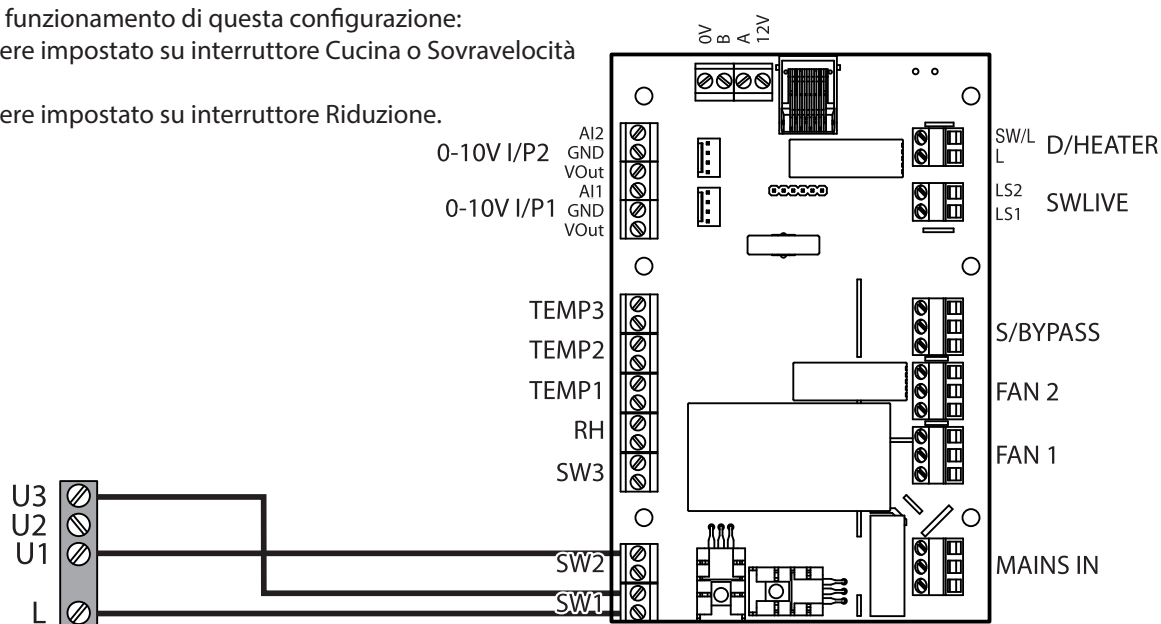 funzionamento di questa configurazione:
ere impostato su interruttore Cucina o Sovravelocità
ere impostato su interruttore Riduzione.
0V
B
A
12V
AI2
0-10V I/P2 GND
VOut
AI1
0-10V I/P1 GND
VOut
SW/L D/HEATER
L
LS2 SWLIVE
LS1
TEMP3
TEMP2
TEMP1
RH
SW3
SW2
SW1
S/BYPASS
FAN 2
FAN 1
MAINS IN
U3
U2
U1
L